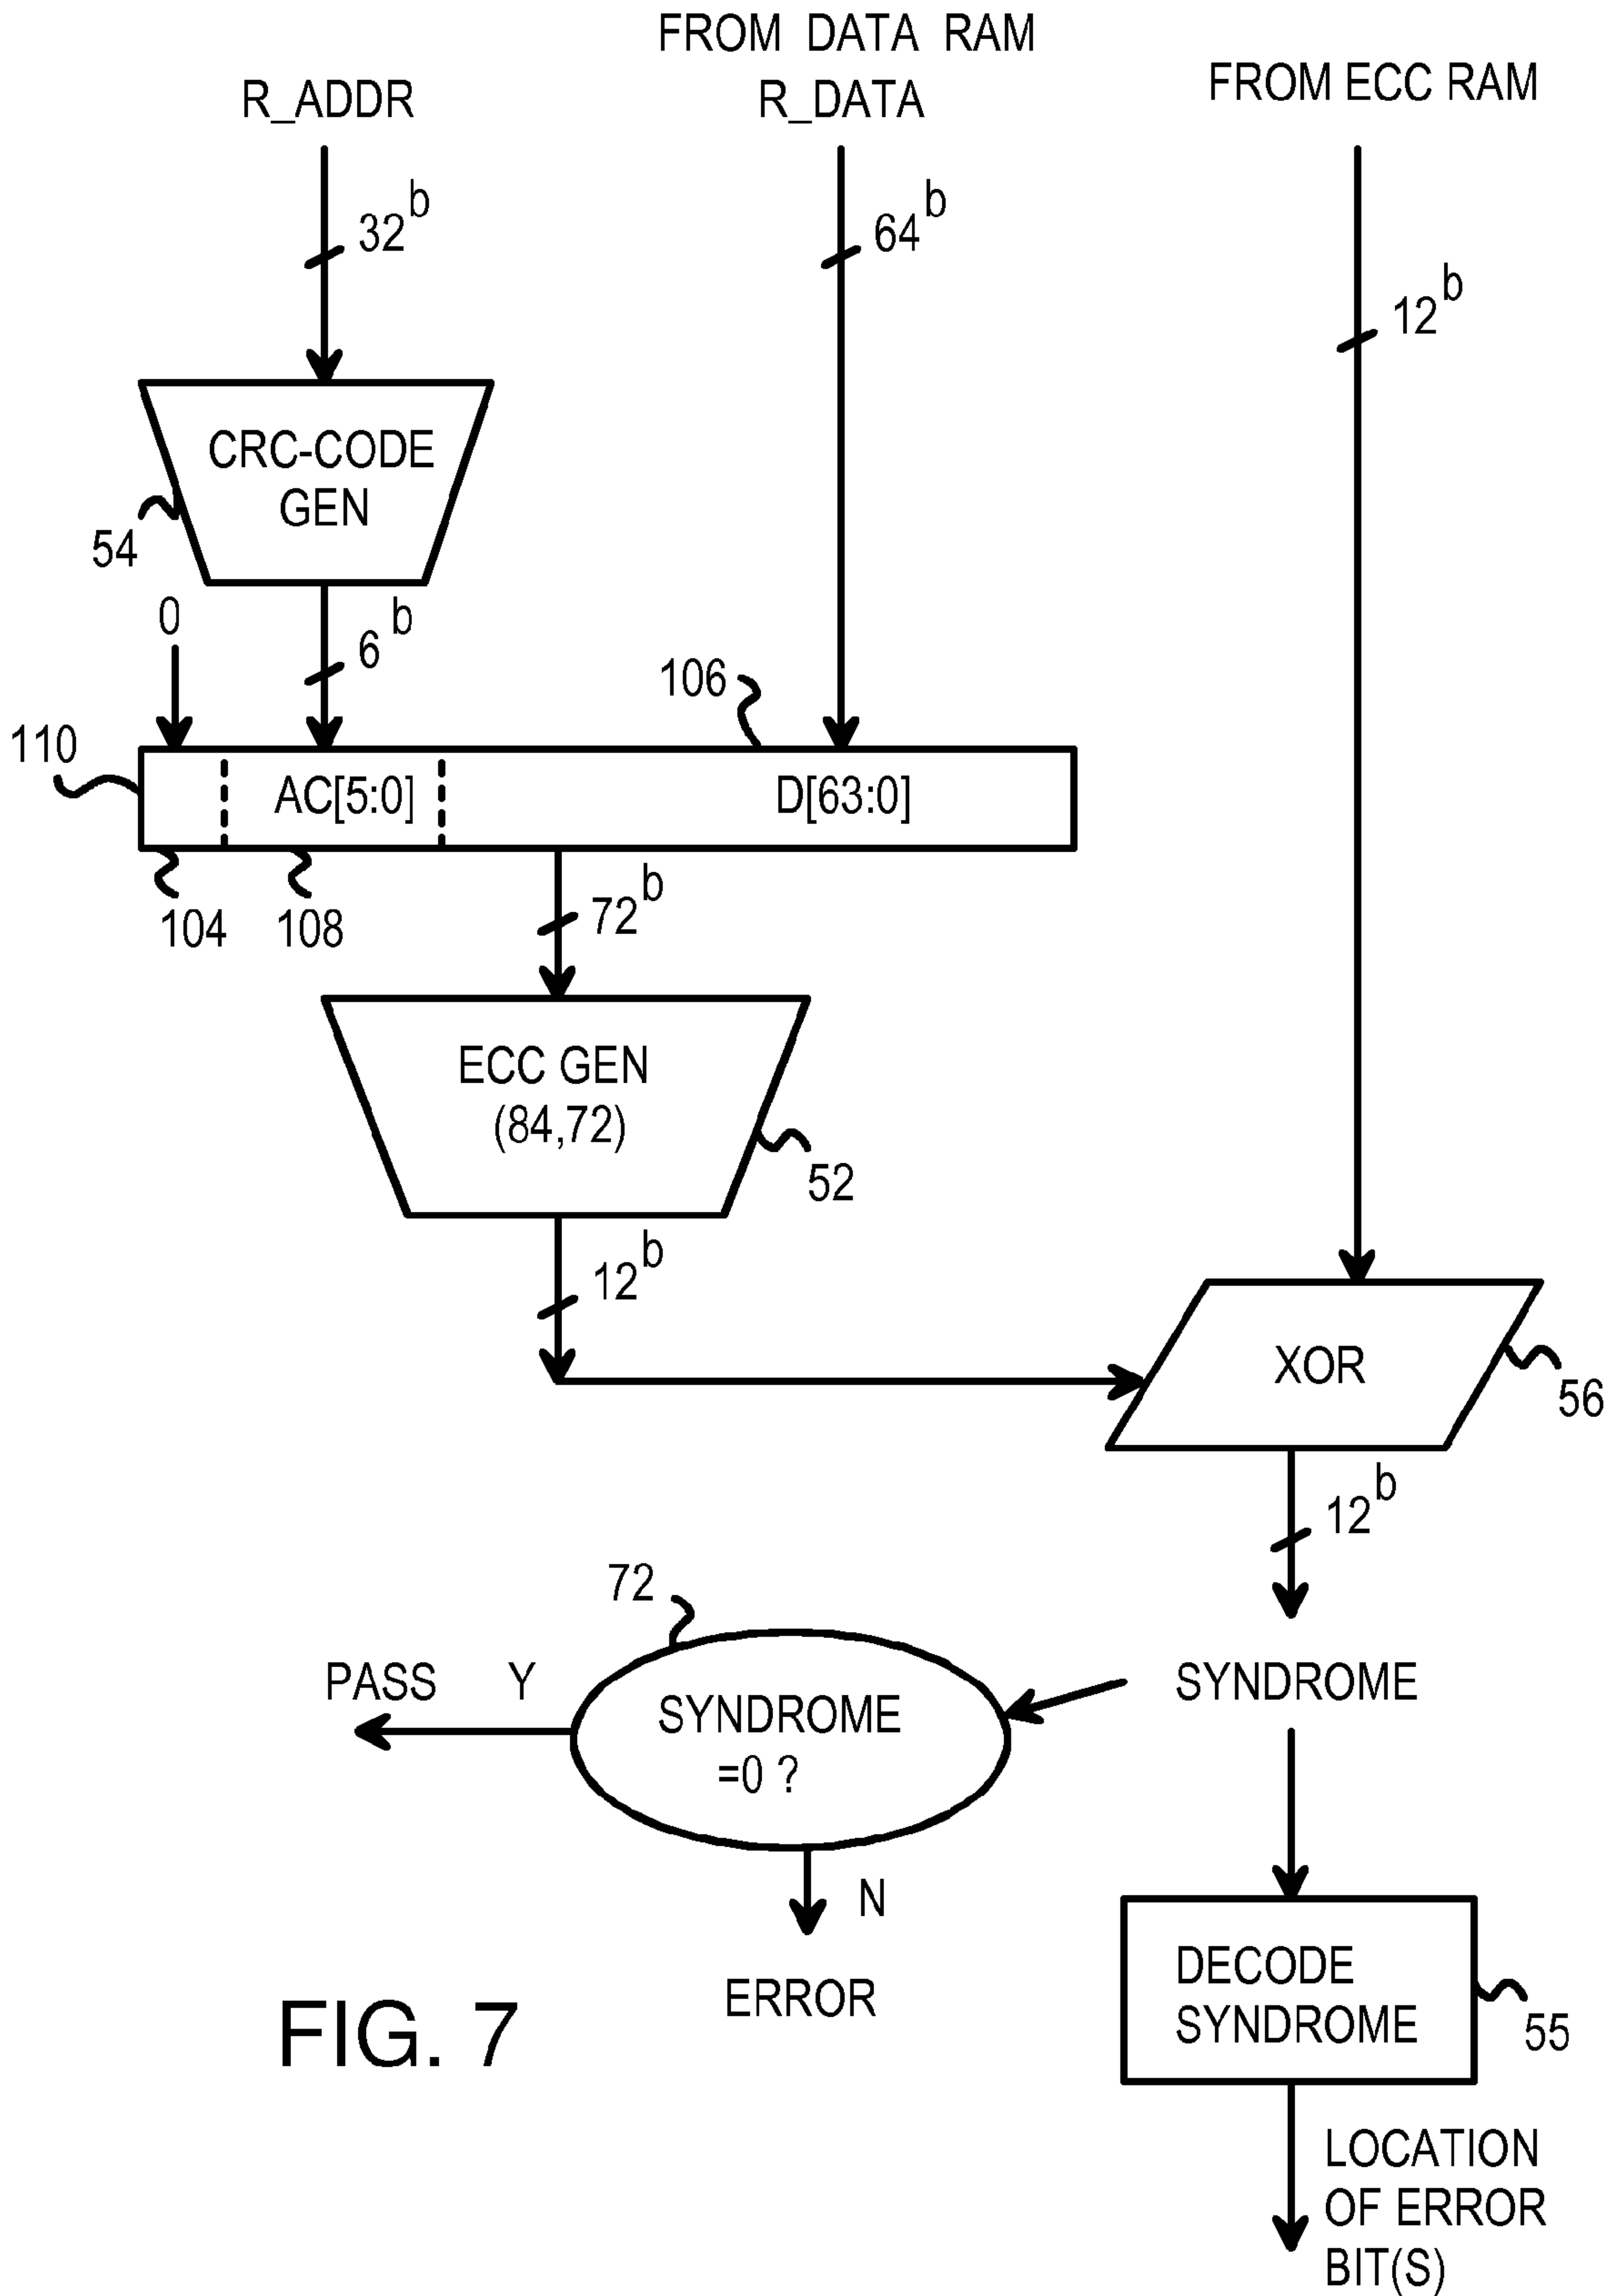 FROM DATA RAM
R_ADDR
R_DATA
FROM ECC RAM
32b
64b
12b
CRC-CODE
GEN
54
0
6b
106
110
AC[5:0]
D[63:0]
104
108
72b
ECC GEN
(84,72)
52
12b
XOR
56
12b
72
PASS
Y
SYNDROME
=0 ?
SYNDROME
N
ERROR
DECODE
SYNDROME
55
FIG. 7
LOCATION
OF ERROR
BIT(S)